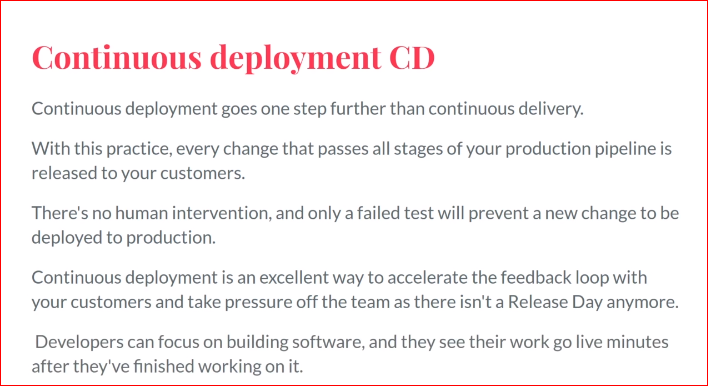 Continuous deployment CD
Continuous deployment goes one step further than continuous delivery.
With this practice, every change that passes all stages of your production pipeline is
released to your customers.
There's no human intervention, and only a failed test will prevent a new change to be
deployed to production.
Continuous deployment is an excellent way to accelerate the feedback loop with
your customers and take pressure off the team as there isn't a Release Day anymore.
Developers can focus on building software, and they see their work go live minutes
after they've finished working on it.